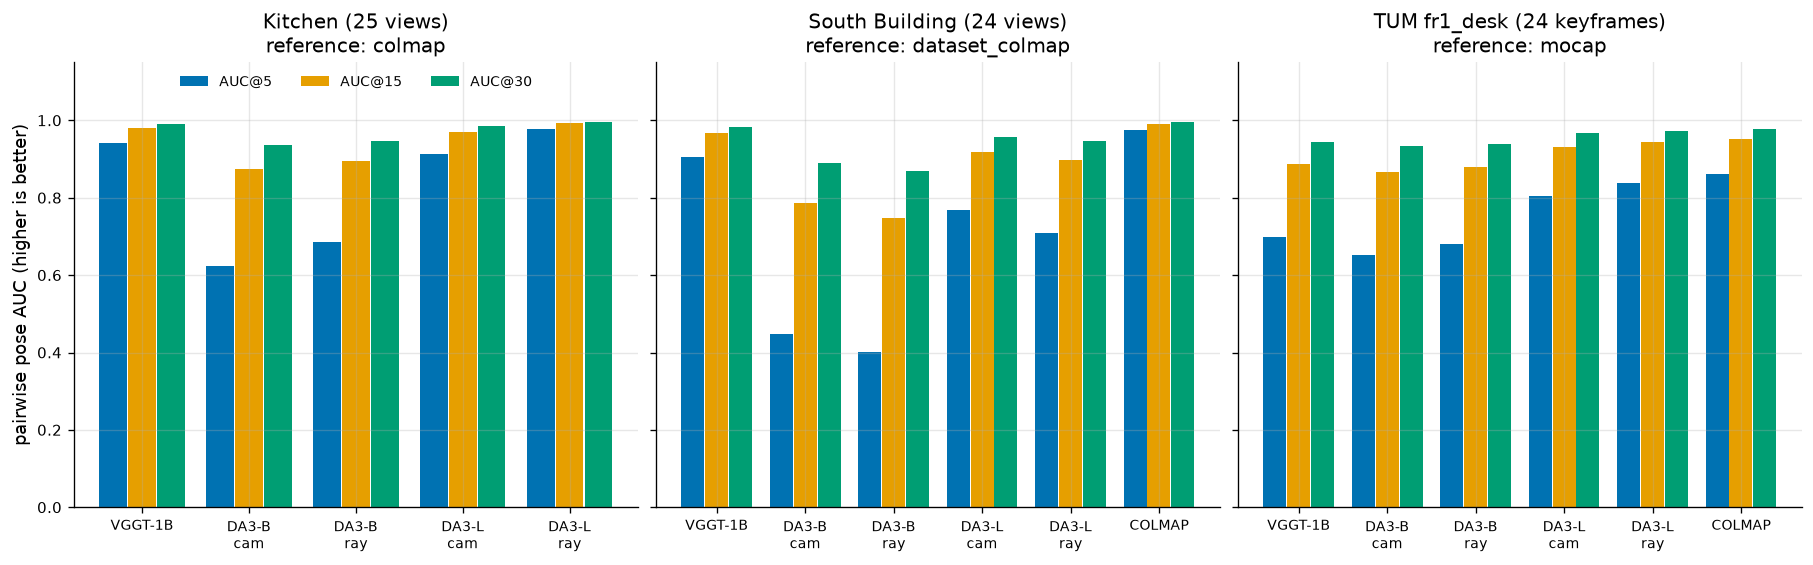 Kitchen (25 views)
reference: colmap
South Building (24 views)
reference: dataset_colmap
TUM fr1_desk (24 keyframes)
reference: mocap
AUC@5
AUC@15
AUC@30
pairwise pose AUC (higher is better)
1.0
0.8
0.6
0.4
0.2
0.0
VGGT-1B
DA3-B
cam
DA3-B
ray
DA3-L
cam
DA3-L
ray
VGGT-1B
DA3-B
cam
DA3-B
ray
DA3-L
cam
DA3-L
ray
COLMAP
VGGT-1B
DA3-B
cam
DA3-B
ray
DA3-L
cam
DA3-L
ray
COLMAP